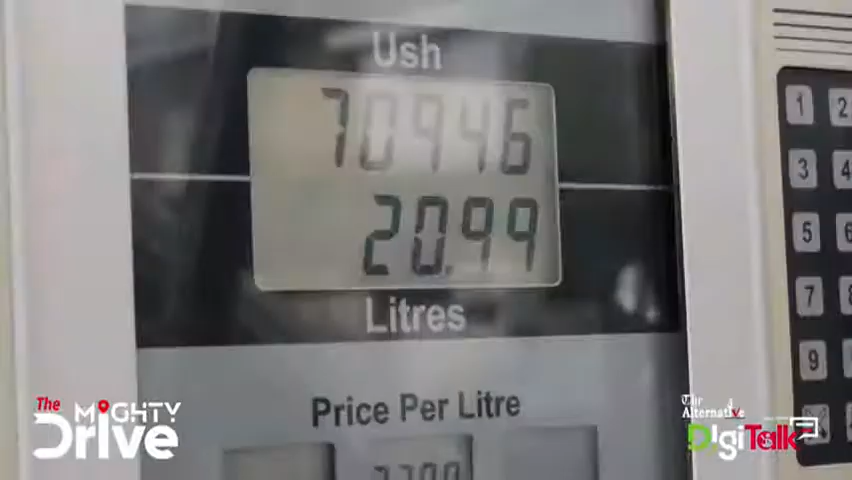 Ush
70946
20.99
Litres
Price Per Litre
1 2
3 4
5 6
7 8
9
The MIGHTY
Drive
The
Alternative
DigiTalk